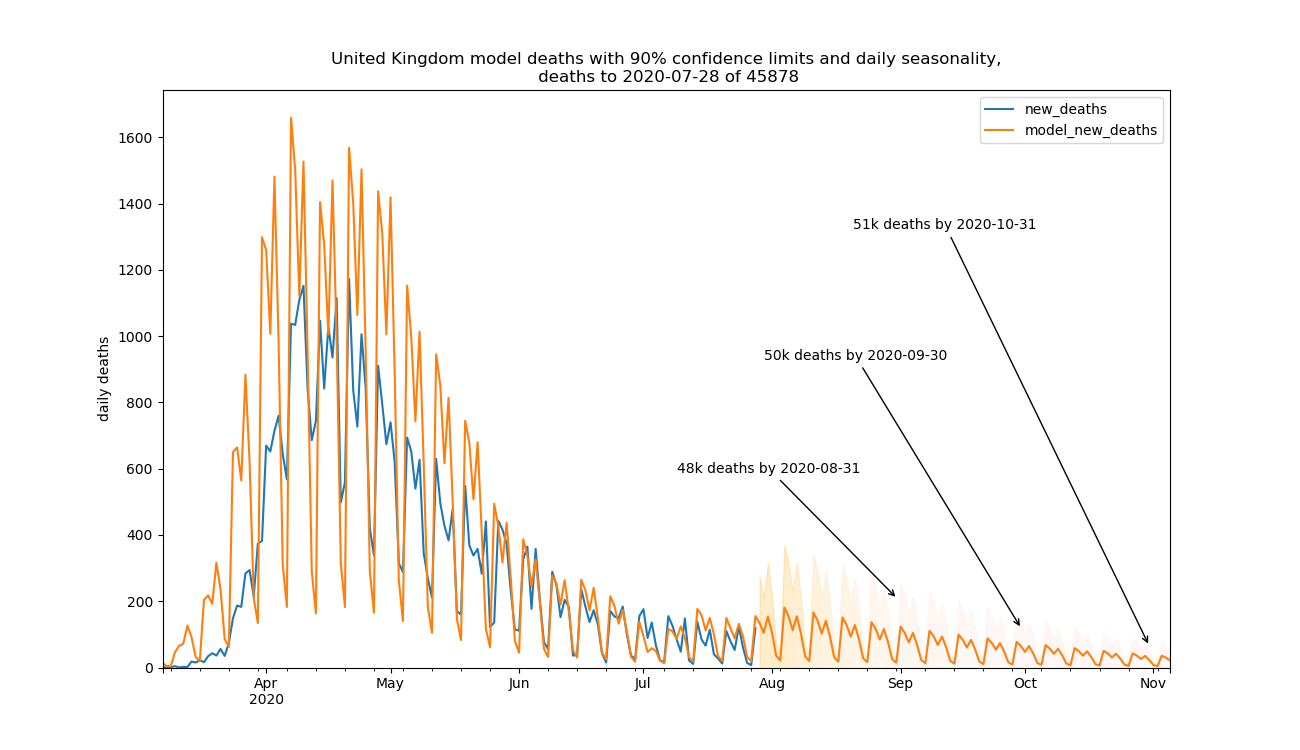 United Kingdom model deaths with 90% confidence limits and daily seasonality,
deaths to 2020-07-28 of 45878
new_deaths
model_new_deaths
1600
1400
1200
1000
800
600
400
200
0
daily deaths
51k deaths by 2020-10-31
50k deaths by 2020-09-30
48k deaths by 2020-08-31
Apr
2020
May
Jun
Jul
Aug
Sep
Oct
Nov